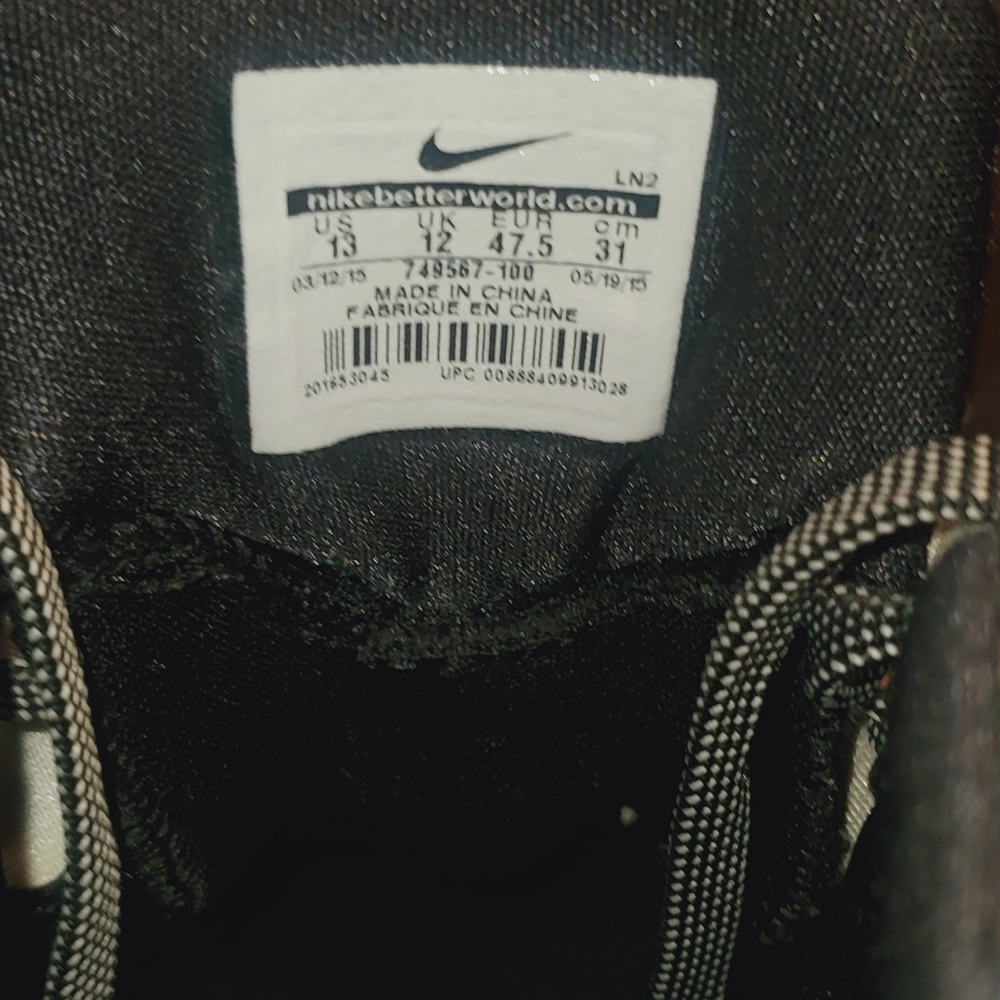 LN2
nikebetterworld.com
US UK EUR cm
13 12 47.5 31
03/12/15 749567-100 05/19/15
MADE IN CHINA
FABRIQUE EN CHINE
201653045 UPC 00888409913028